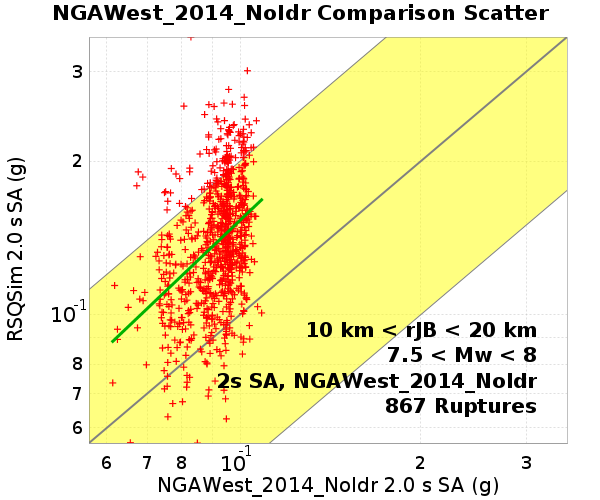 NGAWest_2014_NoIdr Comparison Scatter
RSQSim 2.0 s SA (g)
3
2
10-1
8
7
6
10 km < rJB < 20 km
7.5 < Mw < 8
2s SA, NGAWest_2014_NoIdr
867 Ruptures
6 7 8 10-1 2 3
NGAWest_2014_NoIdr 2.0 s SA (g)